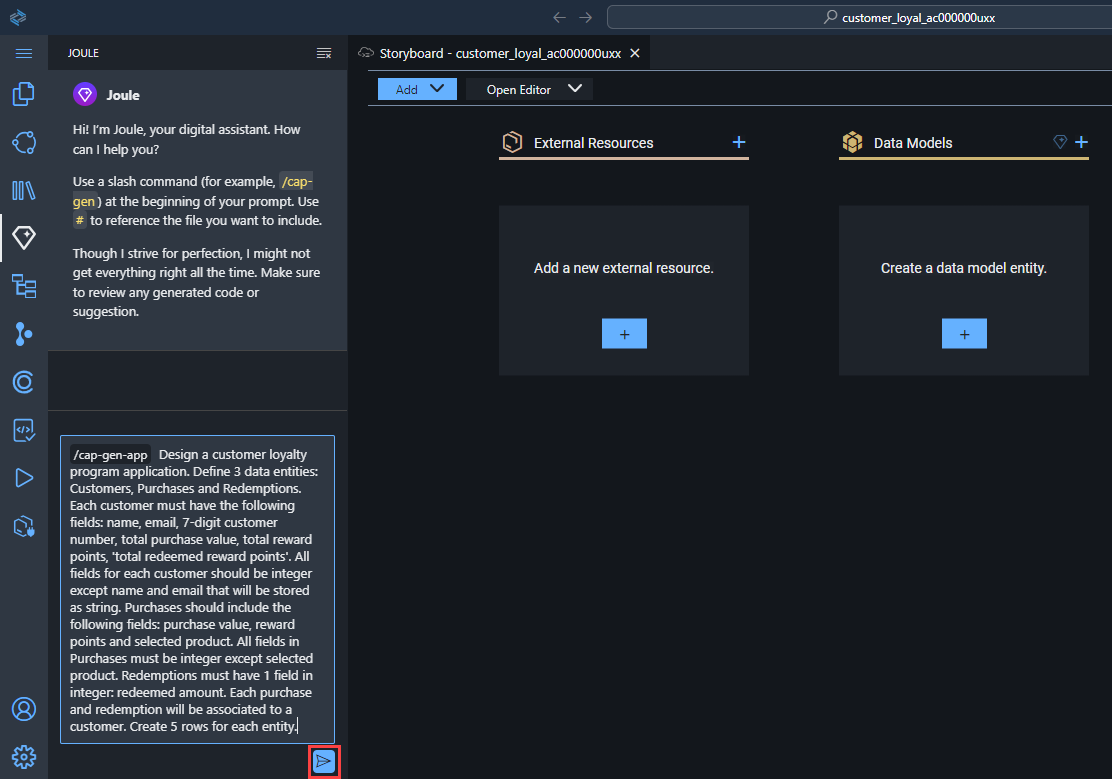 customer_loyal_ac000000uxx
JOULE
Storyboard - customer_loyal_ac000000uxx
Add
Open Editor
Joule
Hi! I'm Joule, your digital assistant. How
can I help you?
Use a slash command (for example, /cap-
gen ) at the beginning of your prompt. Use
# to reference the file you want to include.
Though I strive for perfection, I might not
get everything right all the time. Make sure
to review any generated code or
suggestion.
External Resources
Data Models
Add a new external resource.
Create a data model entity.
/cap-gen-app Design a customer loyalty
program application. Define 3 data entities:
Customers, Purchases and Redemptions.
Each customer must have the following
fields: name, email, 7-digit customer
number, total purchase value, total reward
points, 'total redeemed reward points'. All
fields for each customer should be integer
except name and email that will be stored
as string. Purchases should include the
following fields: purchase value, reward
points and selected product. All fields in
Purchases must be integer except selected
product. Redemptions must have 1 field in
integer: redeemed amount. Each purchase
and redemption will be associated to a
customer. Create 5 rows for each entity.